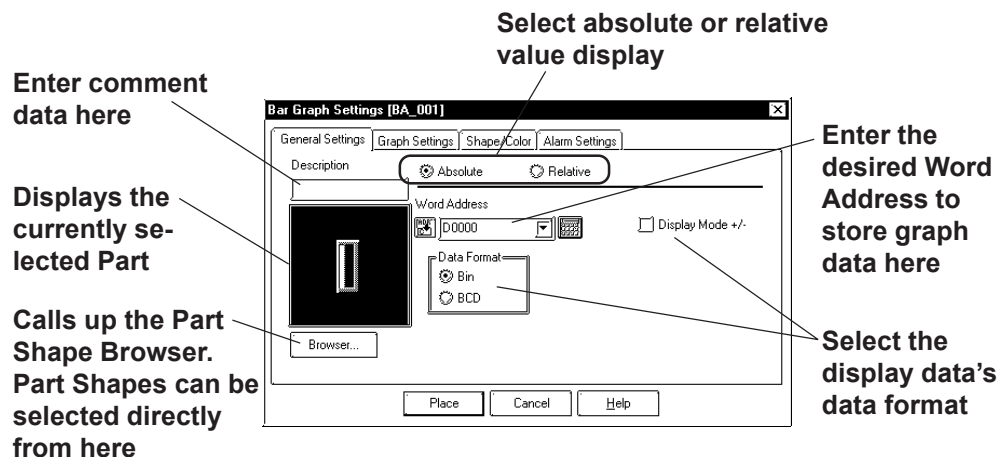 Select absolute or relative
value display
Enter comment
data here
Bar Graph Settings [BA_001]
General Settings Graph Settings Shape/Color Alarm Settings
Description
Absolute Relative
Enter the
desired Word
Address to
store graph
data here
Displays the
currently se-
lected Part
Word Address
D0000
Display Mode +/-
Data Format
Bin
BCD
Calls up the Part
Shape Browser.
Part Shapes can be
selected directly
from here
Browser...
Select the
display data's
data format
Place Cancel Help